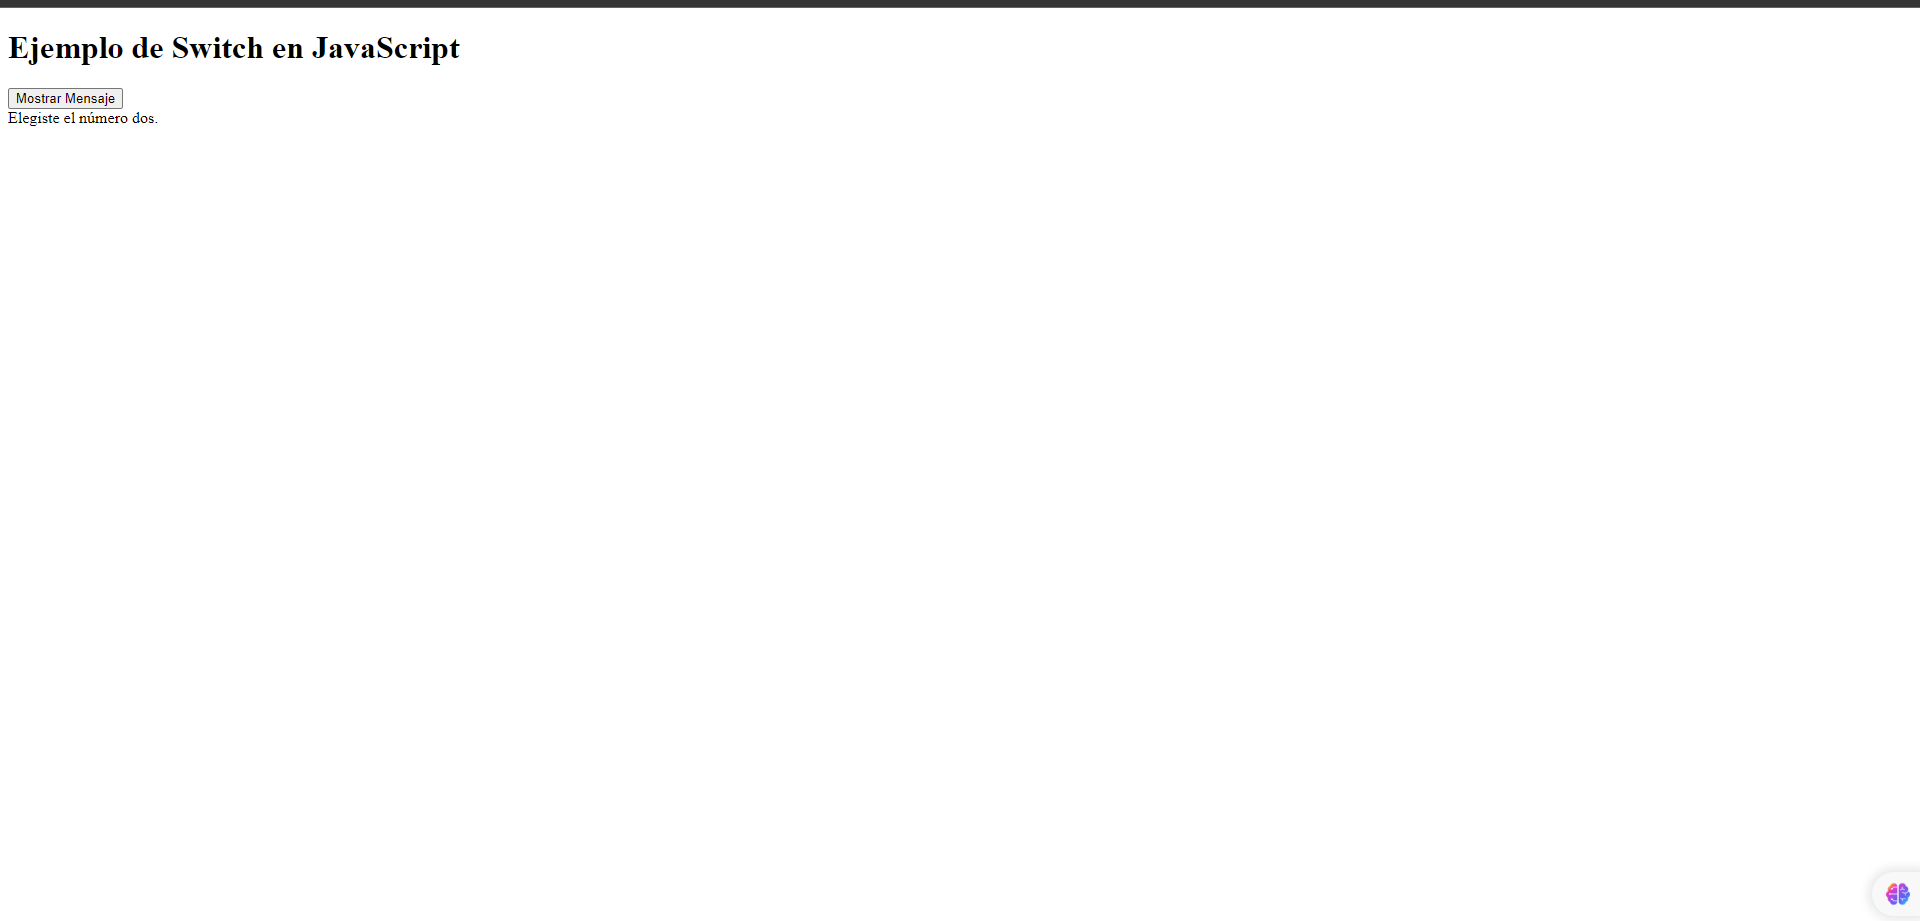 Ejemplo de Switch en JavaScript
Mostrar Mensaje
Elegiste el número dos.